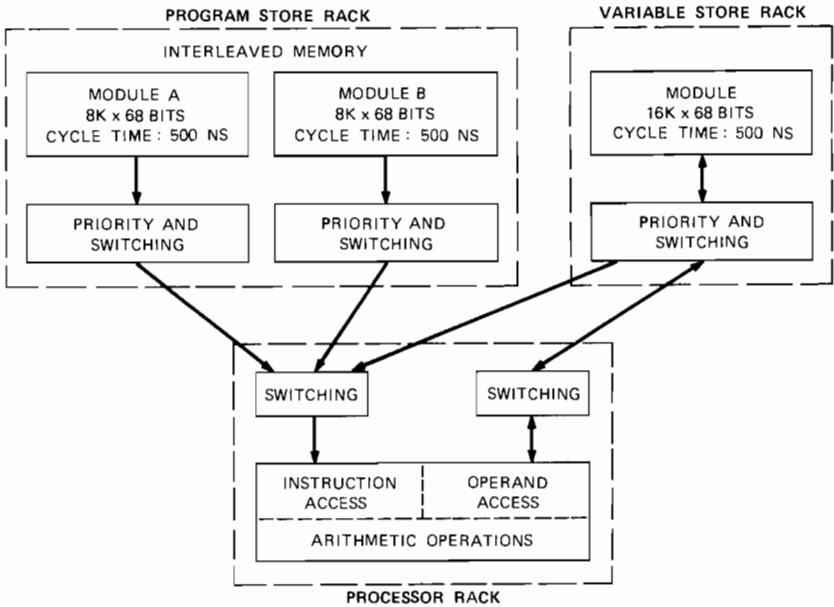 PROGRAM STORE RACK
INTERLEAVED MEMORY
MODULE A
8K x 68 BITS
CYCLE TIME: 500 NS
MODULE B
8K x 68 BITS
CYCLE TIME: 500 NS
PRIORITY AND
SWITCHING
PRIORITY AND
SWITCHING
VARIABLE STORE RACK
MODULE
16K x 68 BITS
CYCLE TIME: 500 NS
PRIORITY AND
SWITCHING
SWITCHING
SWITCHING
INSTRUCTION
ACCESS
OPERAND
ACCESS
ARITHMETIC OPERATIONS
PROCESSOR RACK